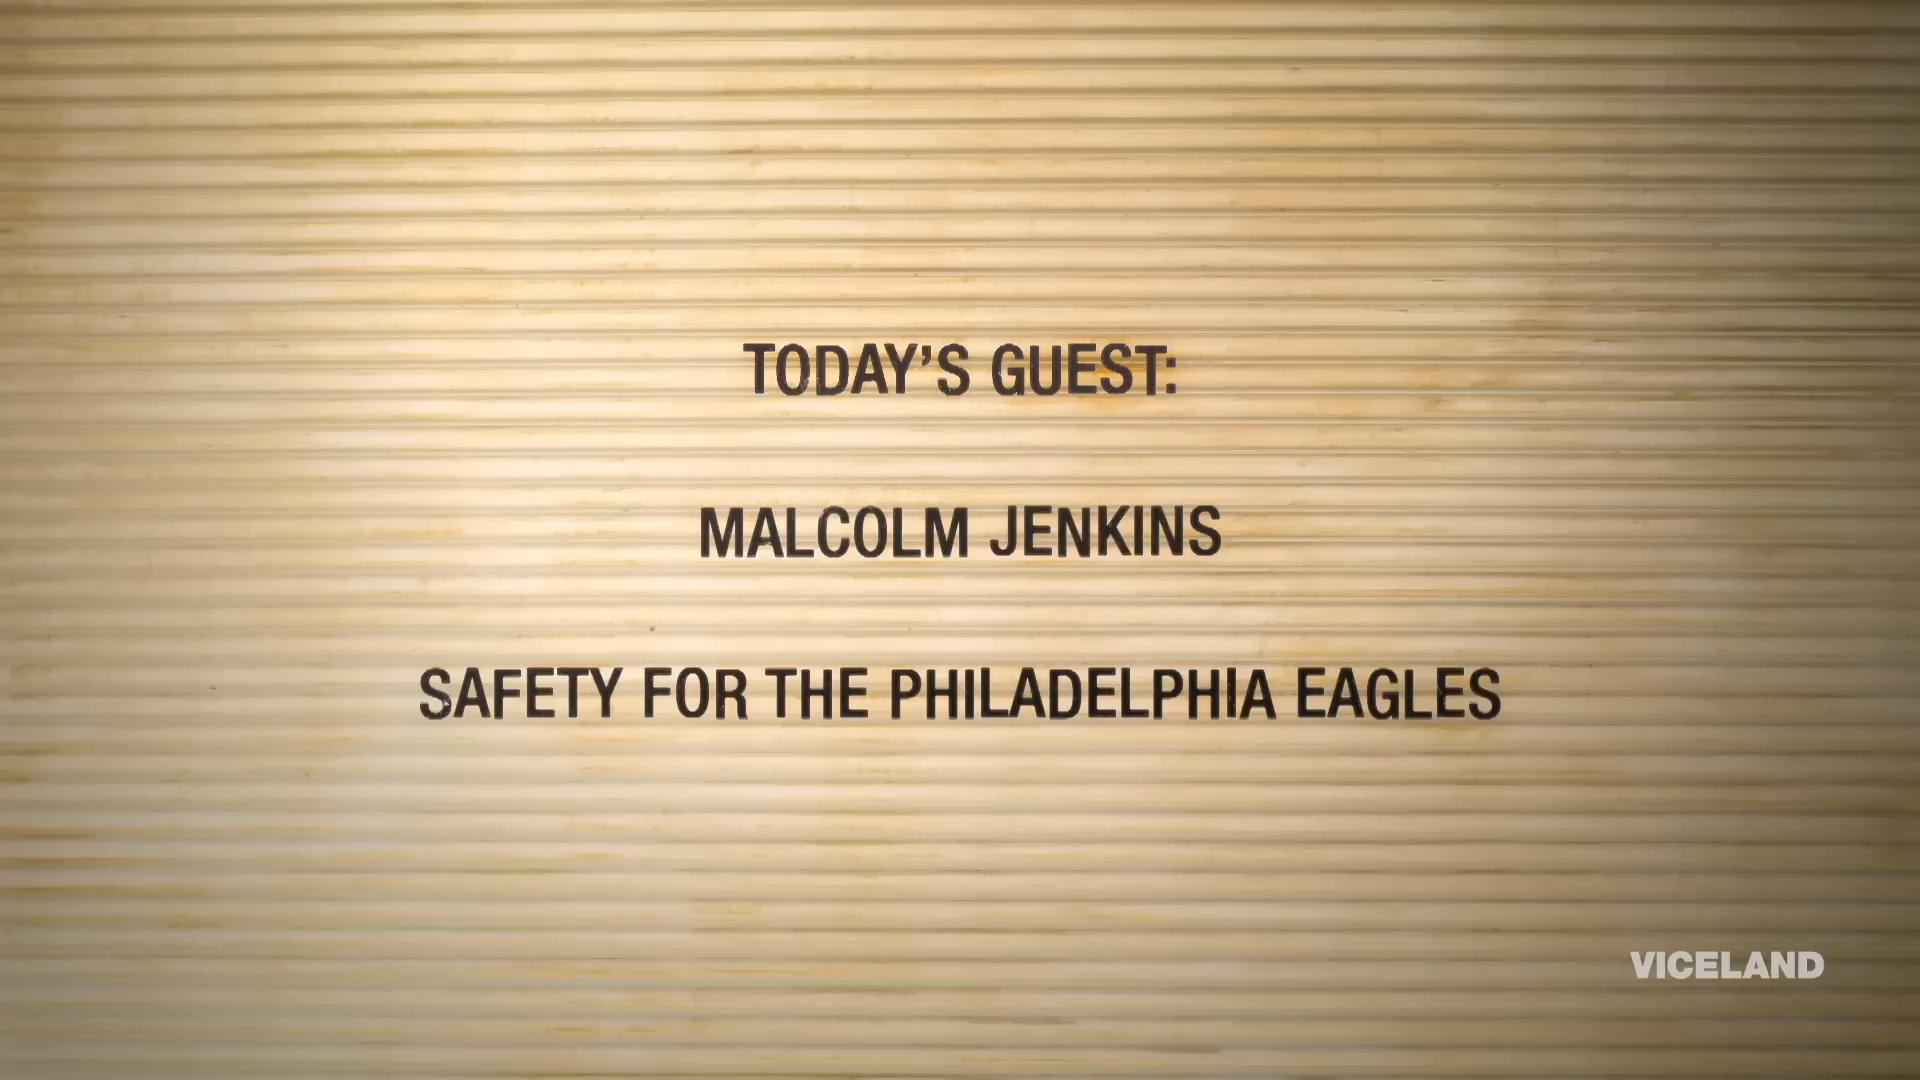 TODAY'S GUEST:
MALCOLM JENKINS
SAFETY FOR THE PHILADELPHIA EAGLES
VICELAND